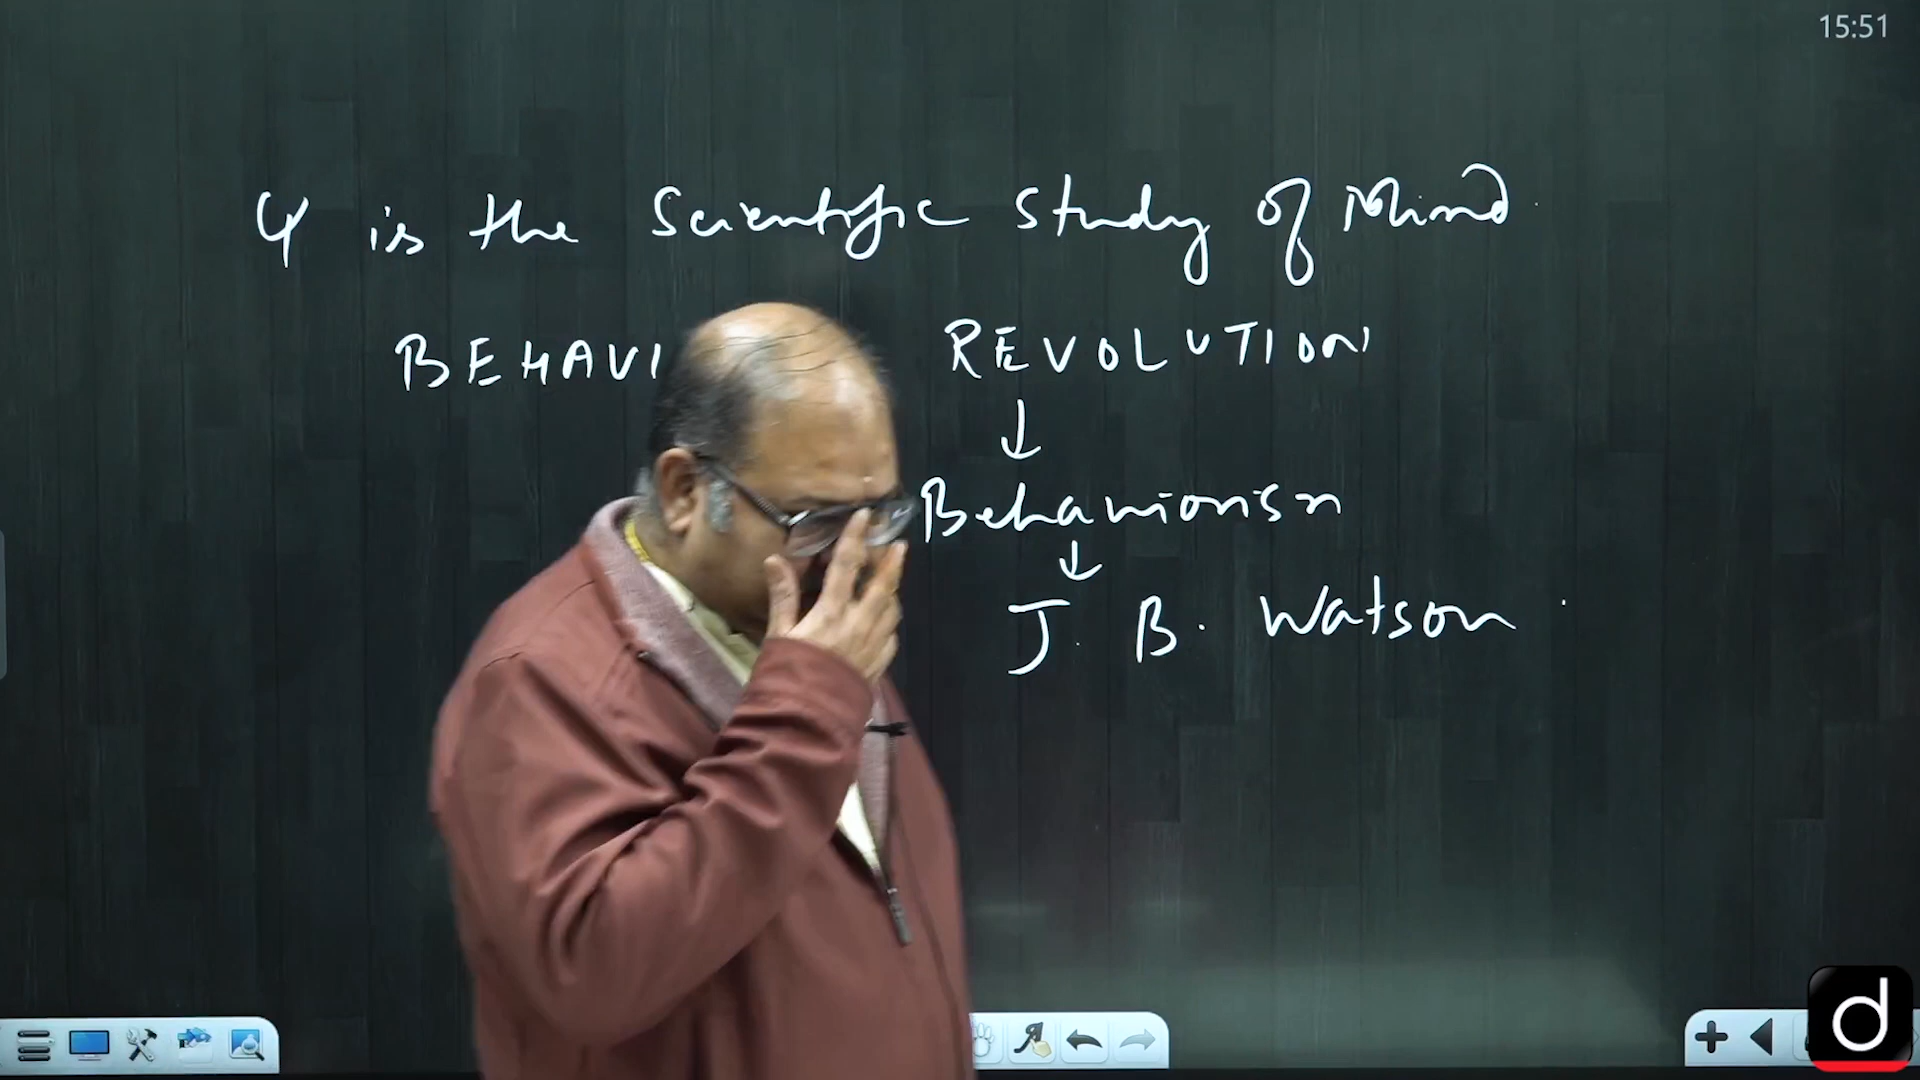 15:51
Ψ is the Scientific Study of Mind.
BEHAVI REVOLUTION
↓
Behaviorism
↓
J. B. Watson.
d